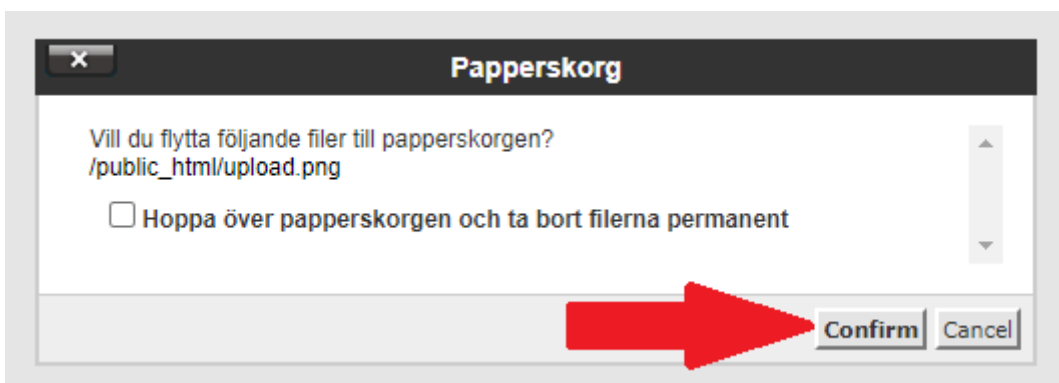 Papperskorg
Vill du flytta följande filer till papperskorgen?
/public_html/upload.png
Hoppa över papperskorgen och ta bort filerna permanent
Confirm Cancel